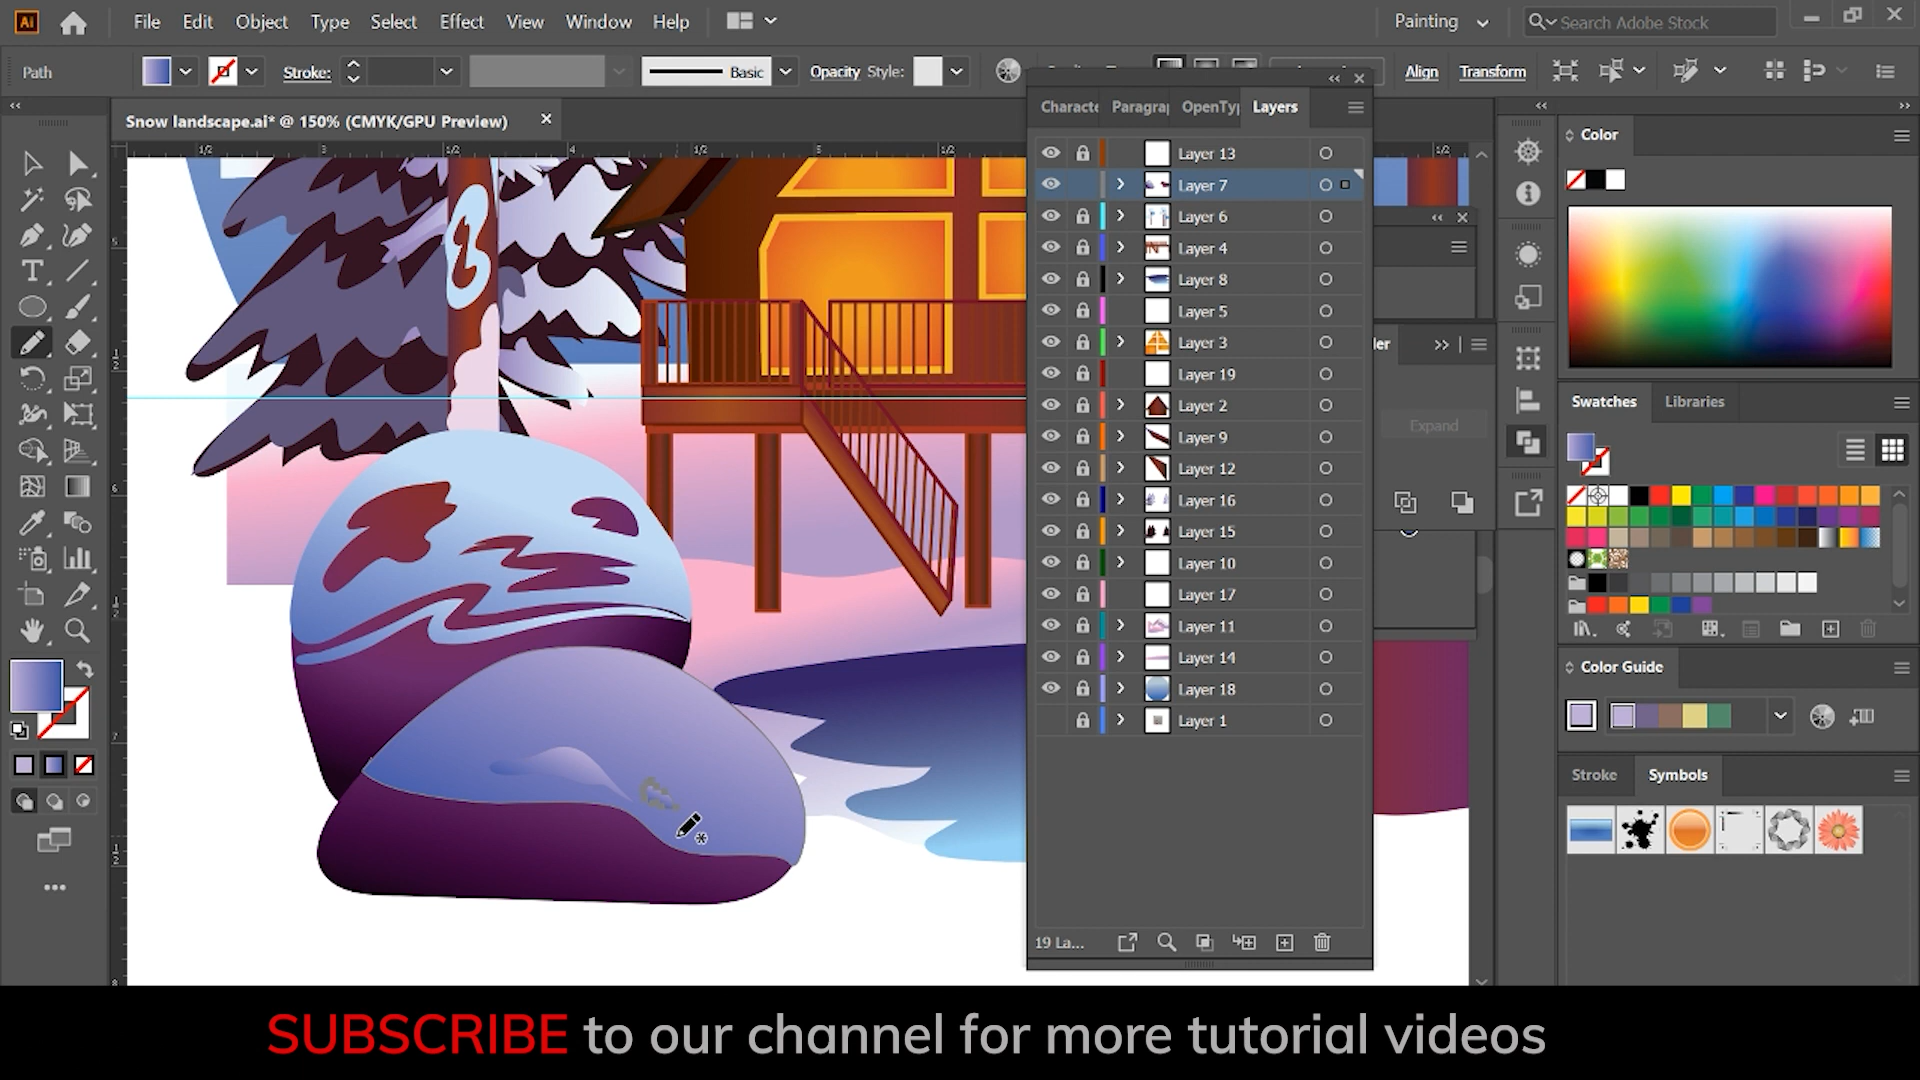 Ai File Edit Object Type Select Effect View Window Help Painting Search Adobe Stock
Path Stroke: Basic Opacity Style: Align Transform
Snow landscape.ai* @ 150% (CMYK/GPU Preview)
Characte Paragra OpenTyp Layers
Layer 13
Layer 7
Layer 6
Layer 4
Layer 8
Layer 5
Layer 3
Layer 19
Layer 2
Layer 9
Layer 12
Layer 16
Layer 15
Layer 10
Layer 17
Layer 11
Layer 14
Layer 18
Layer 1
19 La...
der
Expand
Color
Swatches Libraries
Color Guide
Stroke Symbols
SUBSCRIBE to our channel for more tutorial videos